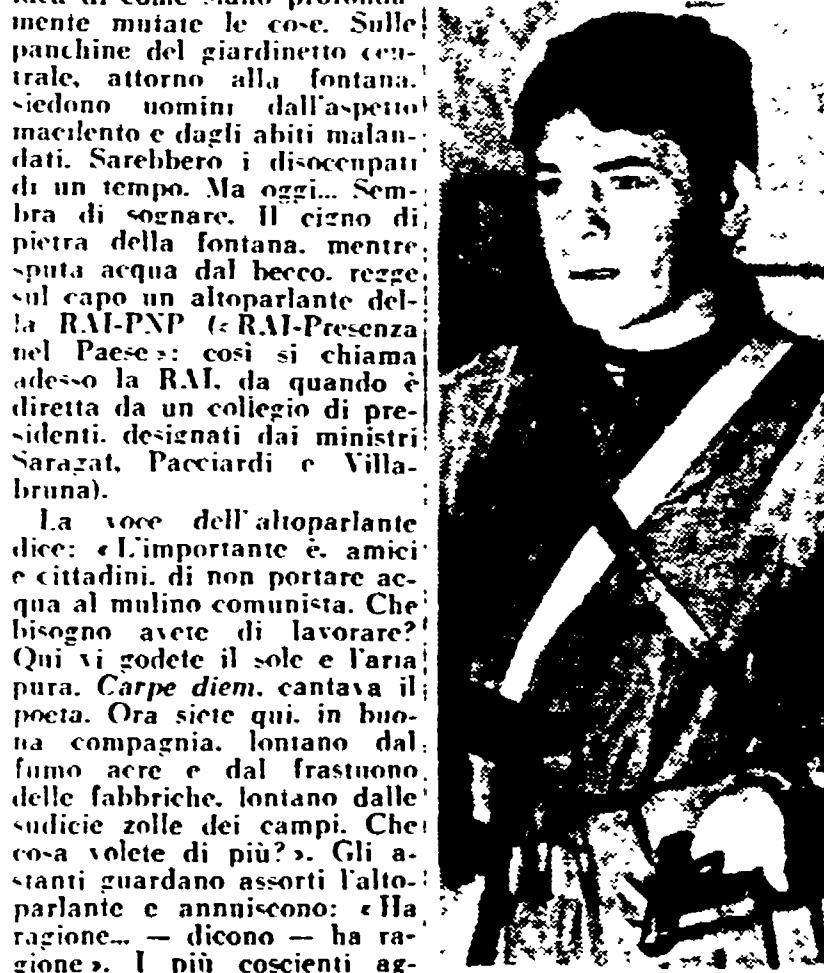 idea di come siano profonda-
mente mutate le cose. Sulle
panchine del giardinetto cen-
trale, attorno alla fontana,
siedono uomini dall'aspetto
macilento e dagli abiti malan-
dati. Sarebbero i disoccupati
di un tempo. Ma oggi... Sem-
bra di sognare. Il cigno di
pietra della fontana, mentre
sputa acqua dal becco, regge
sul capo un altoparlante del-
la RAI-PNP (« RAI-Presenza
nel Paese »: così si chiama
adesso la RAI, da quando è
diretta da un collegio di pre-
sidenti, designati dai ministri
Saragat, Pacciardi e Villa-
bruna).
La voce dell'altoparlante
dice: « L'importante è, amici
e cittadini, di non portare ac-
qua al mulino comunista. Che
bisogno avete di lavorare?
Qui vi godete il sole e l'aria
pura. Carpe diem, cantava il
poeta. Ora siete qui, in buo-
na compagnia, lontano dal
fumo acre e dal frastuono
delle fabbriche, lontano dalle
sudicie zolle dei campi. Che
cosa volete di più? ». Gli a-
stanti guardano assorti l'alto-
parlante e annuiscono: « Ha
ragione... — dicono — ha ra-
gione ». I più coscienti ag-